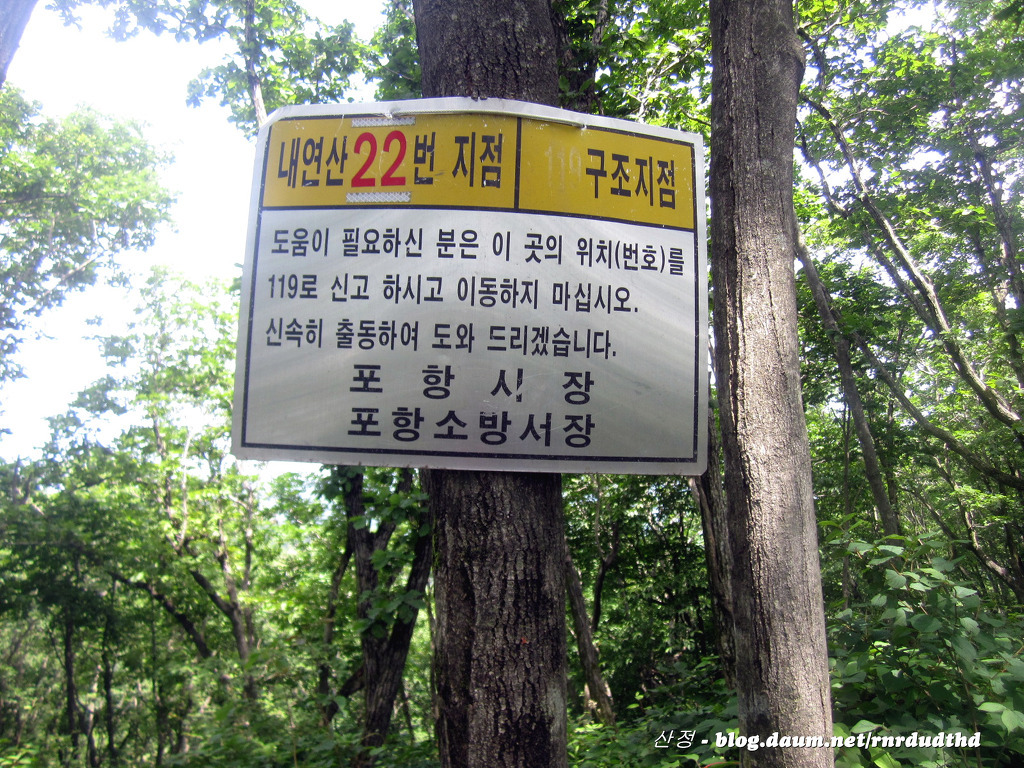 내연산 22번 지점 119 구조지점
도움이 필요하신 분은 이 곳의 위치(번호)를
119로 신고 하시고 이동하지 마십시오.
신속히 출동하여 도와 드리겠습니다.
포 항 시 장
포항소방서장
산정 - blog.daum.net/rnrdudthd